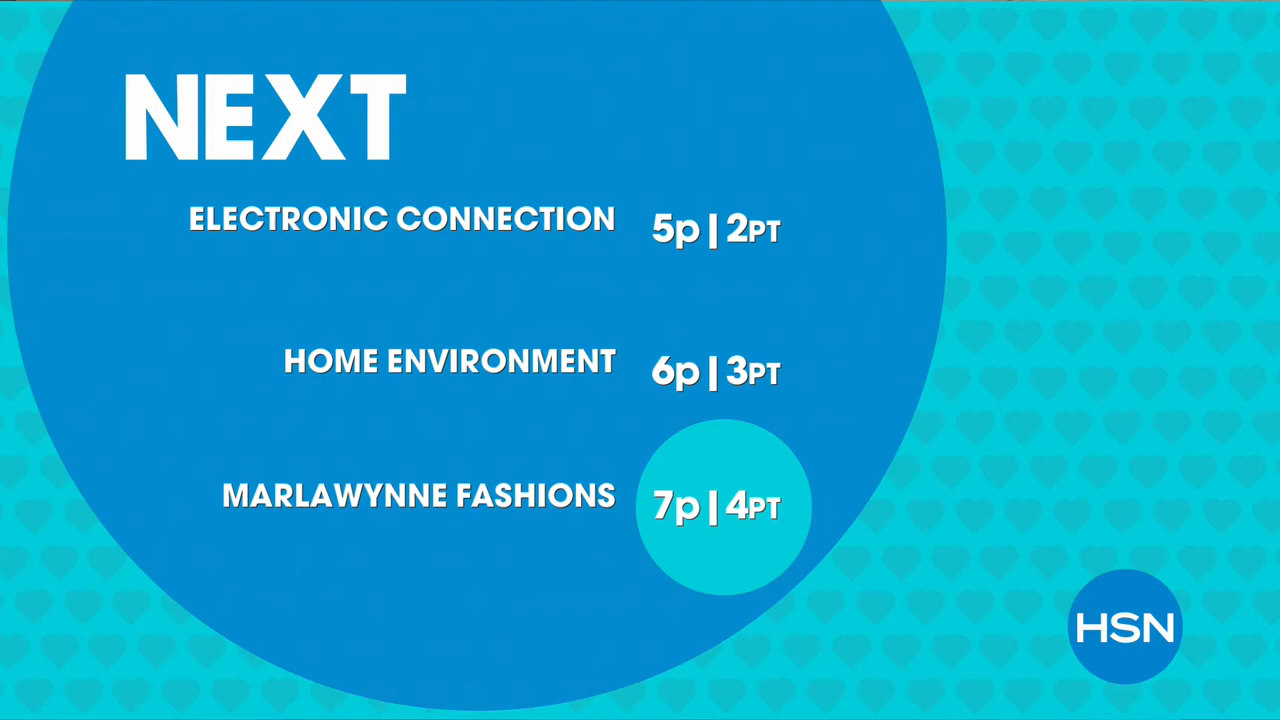 NEXT
ELECTRONIC CONNECTION 5p | 2PT
HOME ENVIRONMENT 6p | 3PT
MARLAWYNNE FASHIONS 7p | 4PT
HSN